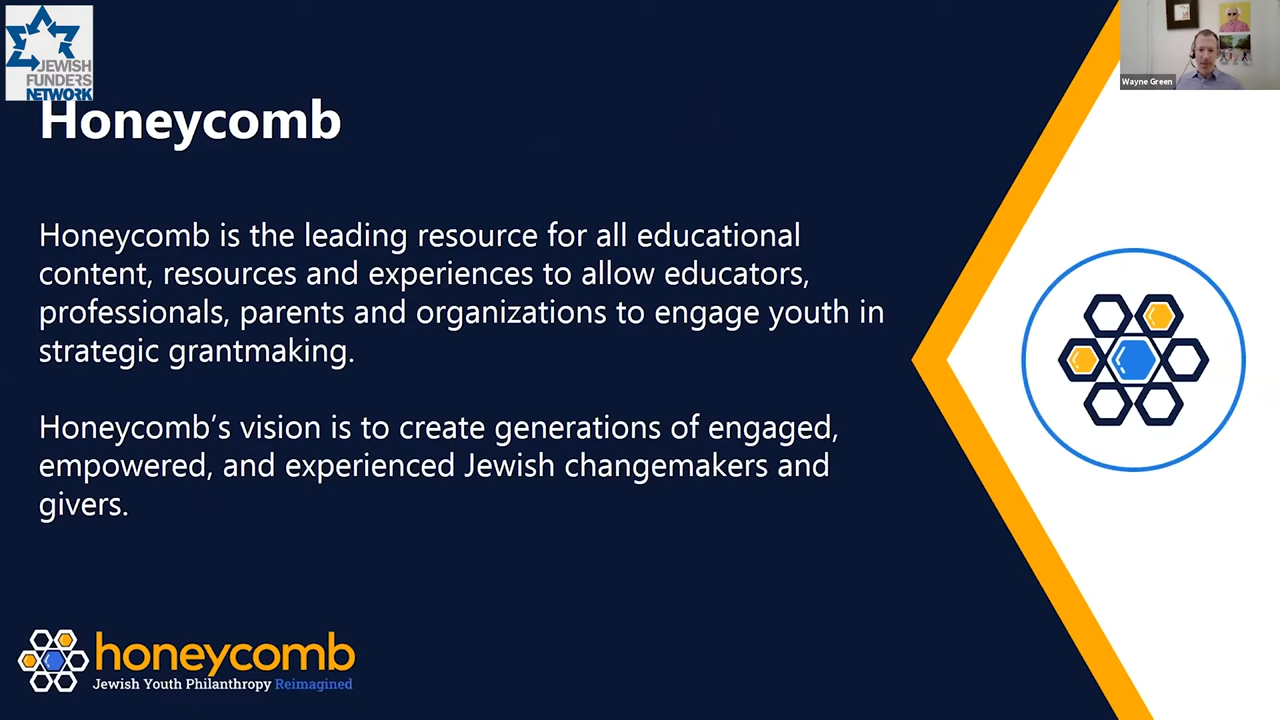 JEWISH
FUNDERS
NETWORK
Wayne Green
Honeycomb
Honeycomb is the leading resource for all educational
content, resources and experiences to allow educators,
professionals, parents and organizations to engage youth in
strategic grantmaking.
Honeycomb’s vision is to create generations of engaged,
empowered, and experienced Jewish changemakers and
givers.
honeycomb
Jewish Youth Philanthropy Reimagined